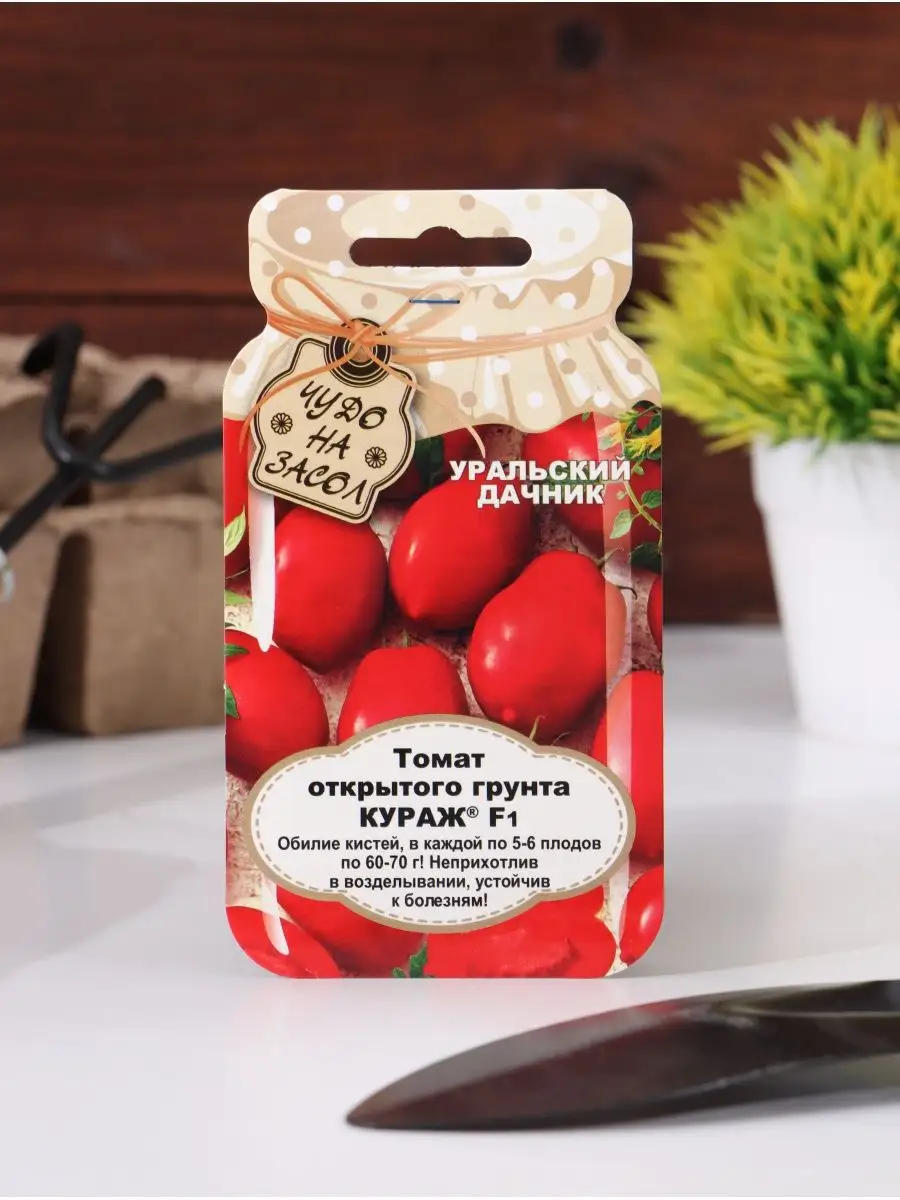 ЧУДО
НА
ЗАСОЛ
УРАЛЬСКИЙ
ДАЧНИК
Томат
открытого грунта
КУРАЖ® F1
Обилие кистей, в каждой по 5-6 плодов
по 60-70 г! Неприхотлив
в возделывании, устойчив
к болезням!